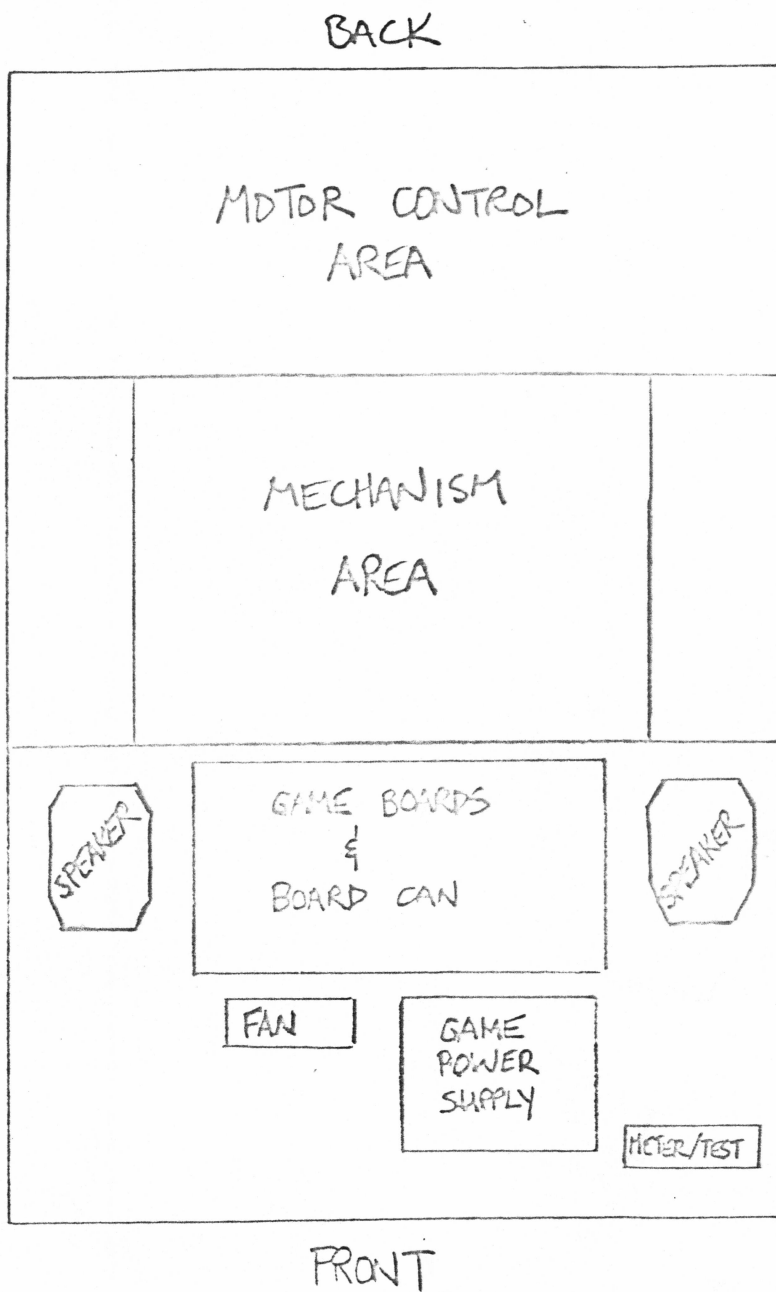 BACK
MOTOR CONTROL
AREA
MECHANISM
AREA
SPEAKER
GAME BOARDS
&
BOARD CAN
SPEAKER
FAN
GAME
POWER
SUPPLY
METER/TEST
FRONT